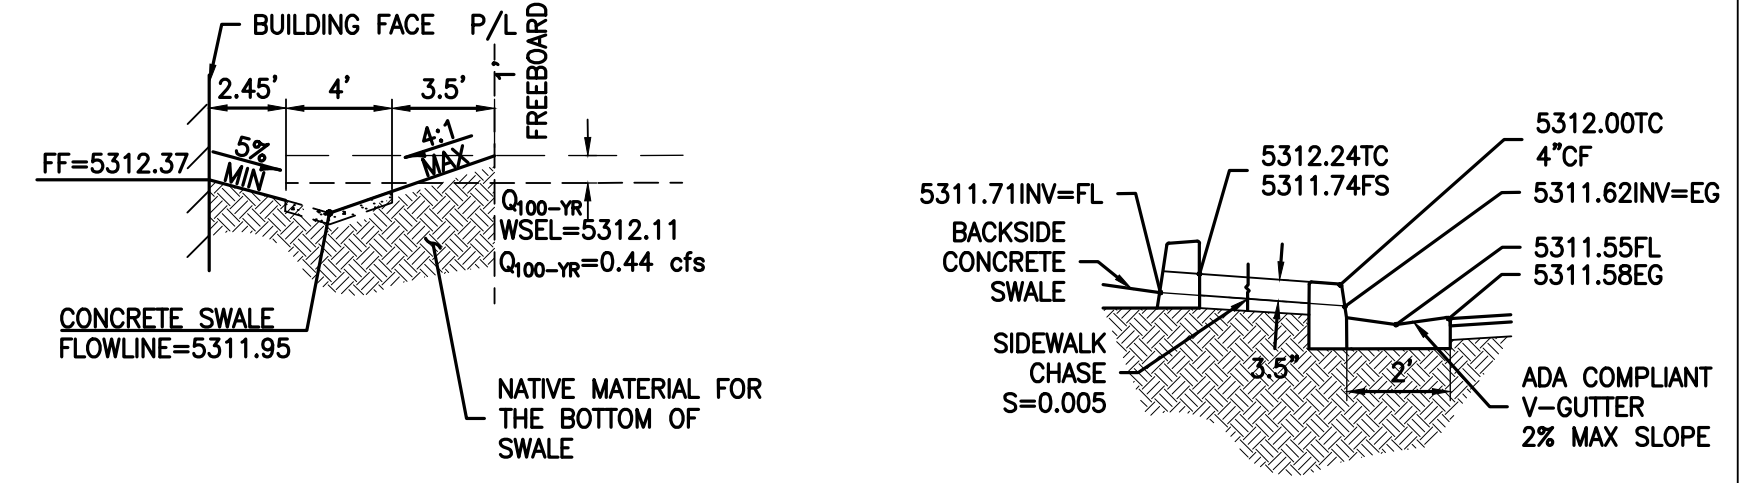 BUILDING FACE
P/L
1'
FREEBOARD
2.45'
4'
3.5'
5%
MIN
4:1
MAX
FF=5312.37
Q100-YR
WSEL=5312.11
Q100-YR=0.44 cfs
CONCRETE SWALE
FLOWLINE=5311.95
NATIVE MATERIAL FOR
THE BOTTOM OF
SWALE
5312.00TC
4"CF
5312.24TC
5311.74FS
5311.71INV=FL
5311.62INV=EG
BACKSIDE
CONCRETE
SWALE
5311.55FL
5311.58EG
SIDEWALK
CHASE
S=0.005
3.5"
2'
ADA COMPLIANT
V-GUTTER
2% MAX SLOPE